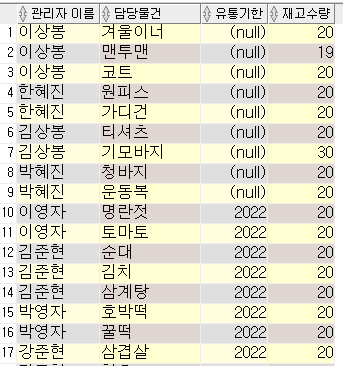 관리자 이름 담당물건 유통기한 재고수량
1 이상봉 겨울이너 (null) 20
2 이상봉 맨투맨 (null) 19
3 이상봉 코트 (null) 20
4 한혜진 원피스 (null) 20
5 한혜진 가디건 (null) 20
6 김상봉 티셔츠 (null) 20
7 김상봉 기모바지 (null) 30
8 박혜진 청바지 (null) 20
9 박혜진 운동복 (null) 20
10 이영자 명란젓 2022 20
11 이영자 토마토 2022 20
12 김준현 순대 2022 20
13 김준현 김치 2022 20
14 김준현 삼계탕 2022 20
15 박영자 호박떡 2022 20
16 박영자 꿀떡 2022 20
17 강준현 삼겹살 2022 20